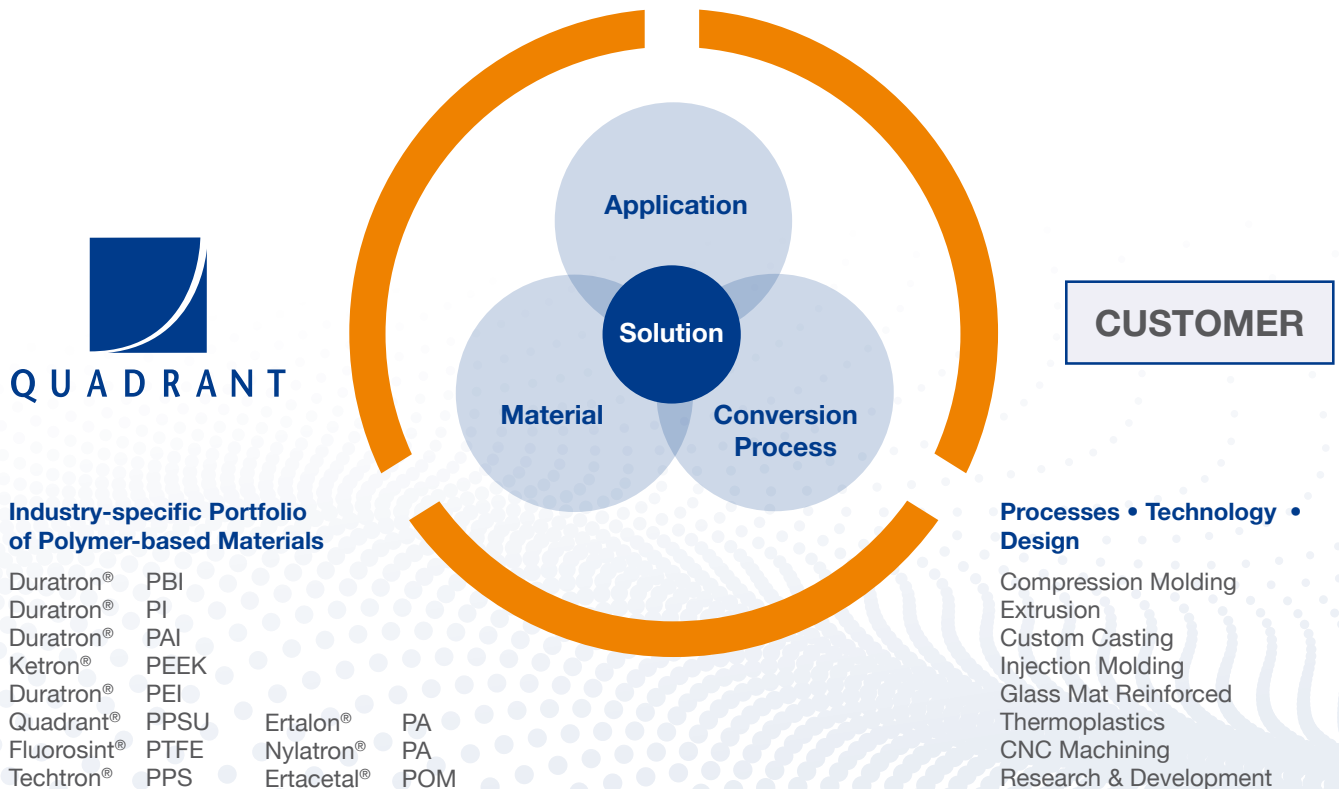 Application
Solution
Material
Conversion
Process
QUADRANT
CUSTOMER
Industry-specific Portfolio
of Polymer-based Materials
Duratron® PBI
Duratron® PI
Duratron® PAI
Ketron® PEEK
Duratron® PEI
Quadrant® PPSU
Fluorosint® PTFE
Techtron® PPS
Ertalon® PA
Nylatron® PA
Ertacetal® POM
Processes • Technology •
Design
Compression Molding
Extrusion
Custom Casting
Injection Molding
Glass Mat Reinforced
Thermoplastics
CNC Machining
Research & Development